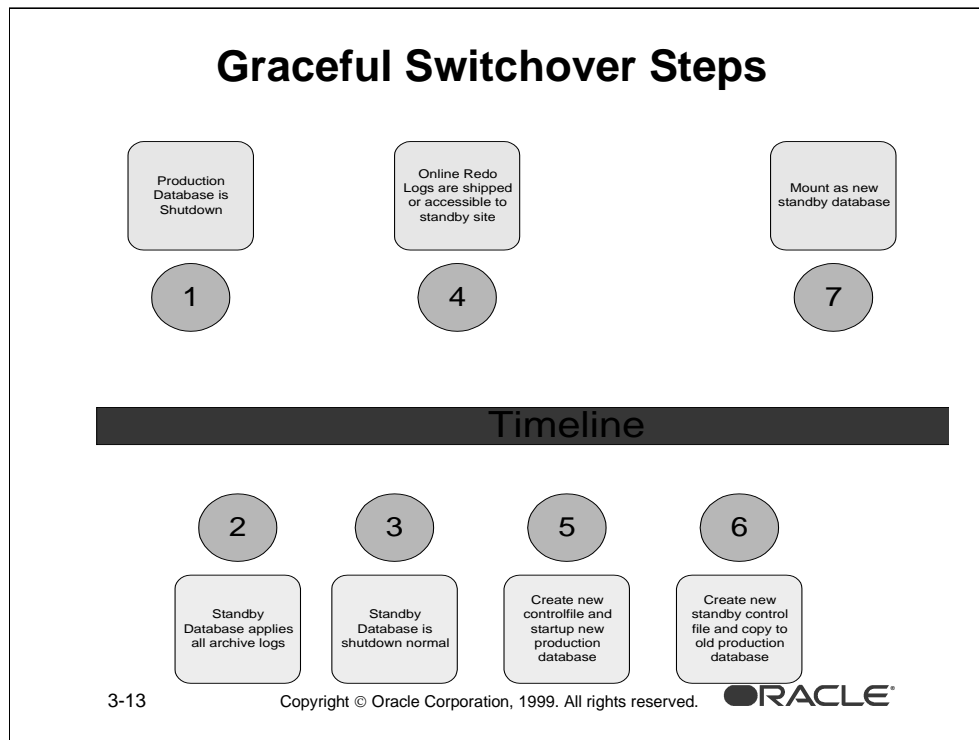 Graceful Switchover Steps
Production
Database is
Shutdown
Online Redo
Logs are shipped
or accessible to
standby site
Mount as new
standby database
1
4
7
Timeline
2
3
5
6
Standby
Database applies
all archive logs
Standby
Database is
shutdown normal
Create new
controlfile and
startup new
production
database
Create new
standby control
file and copy to
old production
database
3-13
Copyright © Oracle Corporation, 1999. All rights reserved.
ORACLE®